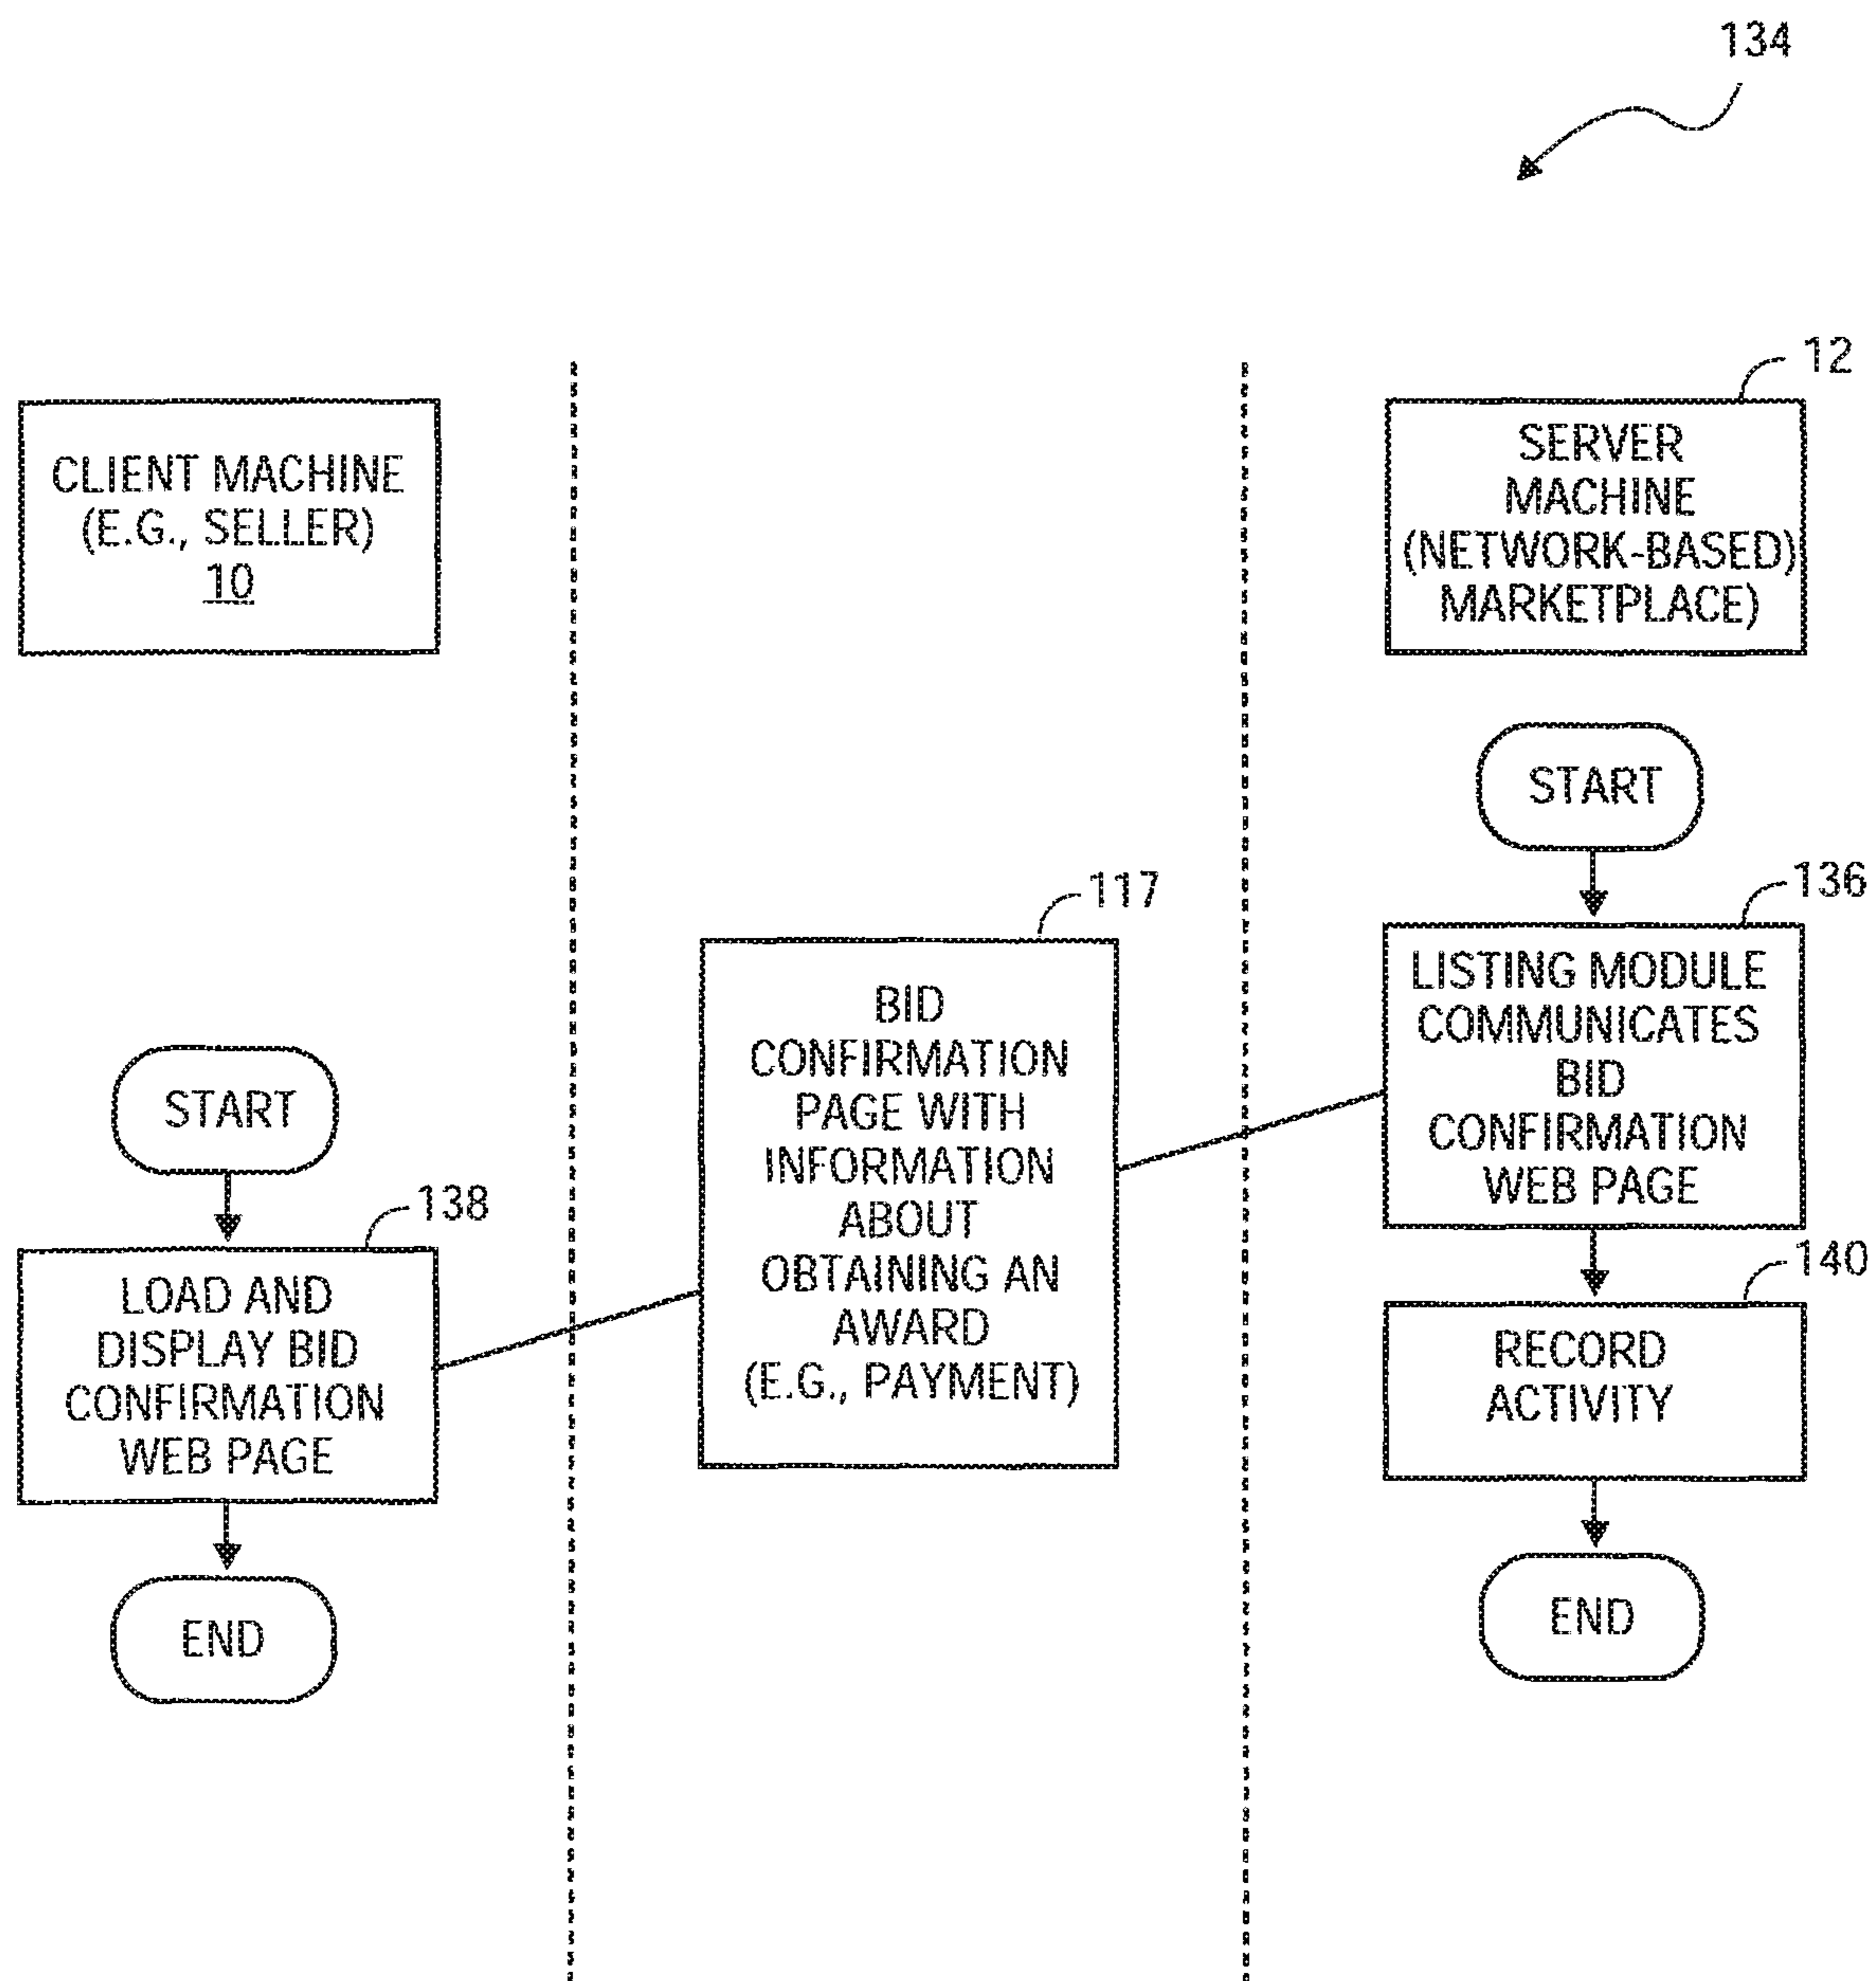 134
CLIENT MACHINE
(E.G., SELLER)
10
12
SERVER
MACHINE
(NETWORK-BASED)
MARKETPLACE)
START
136
LISTING MODULE
COMMUNICATES
BID
CONFIRMATION
WEB PAGE
117
BID
CONFIRMATION
PAGE WITH
INFORMATION
ABOUT
OBTAINING AN
AWARD
(E.G., PAYMENT)
START
138
LOAD AND
DISPLAY BID
CONFIRMATION
WEB PAGE
END
140
RECORD
ACTIVITY
END